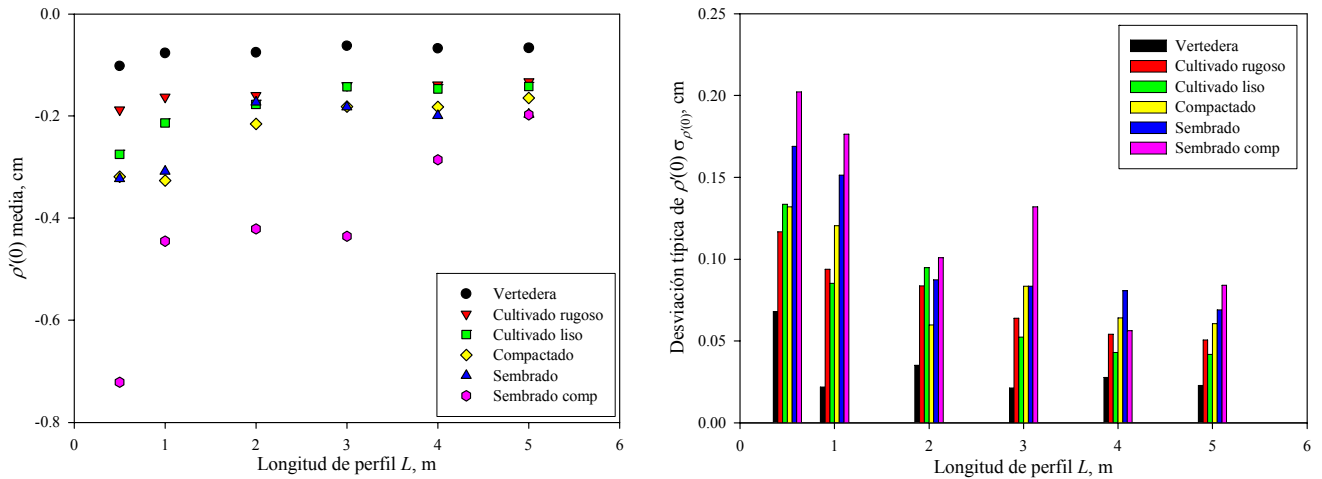 0.0
-0.2
-0.4
-0.6
-0.8
ρ'(0) media, cm
0
1
2
3
4
5
6
Longitud de perfil L, m
Vertedera
Cultivado rugoso
Cultivado liso
Compactado
Sembrado
Sembrado comp
0.25
0.20
0.15
0.10
0.05
0.00
Desviación típica de ρ'(0) σρ'(0), cm
0
1
2
3
4
5
6
Longitud de perfil L, m
Vertedera
Cultivado rugoso
Cultivado liso
Compactado
Sembrado
Sembrado comp